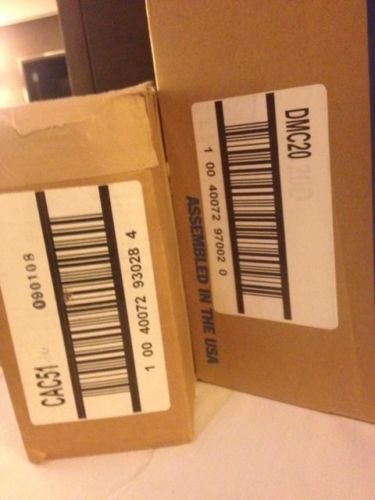 CAC51
090108
1 00 40072 93028 4
DMC20
1 00 40072 97002 0
ASSEMBLED IN THE USA